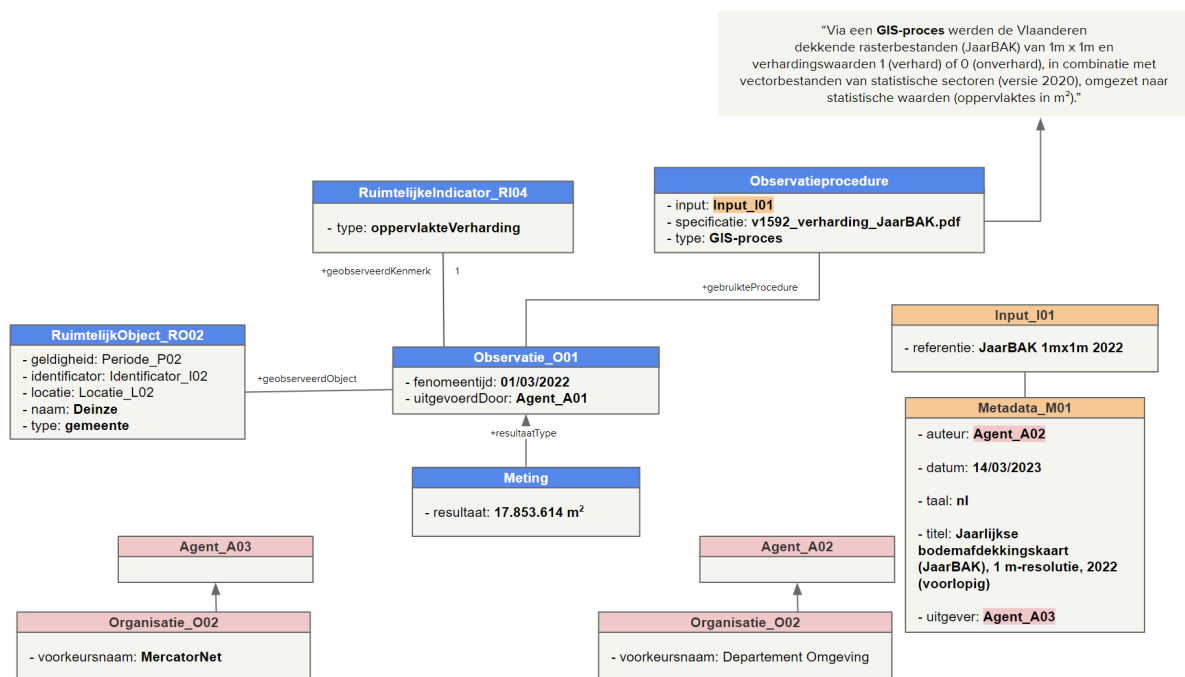 “Via een GIS-proces werden de Vlaanderen
dekkende rasterbestanden (JaarBAK) van 1m x 1m en
verhardingswaarden 1 (verhard) of 0 (onverhard), in combinatie met
vectorbestanden van statistische sectoren (versie 2020), omgezet naar
statistische waarden (oppervlaktes in m²).”
RuimtelijkeIndicator_RI04
- type: oppervlakteVerharding
Observatieprocedure
- input: Input_I01
- specificatie: v1592_verharding_JaarBAK.pdf
- type: GIS-proces
+geobserveerdKenmerk
1
+gebruikteProcedure
RuimtelijkObject_RO02
- geldigheid: Periode_P02
- identificator: Identificator_I02
- locatie: Locatie_L02
- naam: Deinze
- type: gemeente
+geobserveerdObject
Observatie_O01
- fenomeentijd: 01/03/2022
- uitgevoerdDoor: Agent_A01
+resultaatType
Meting
- resultaat: 17.853.614 m²
Input_I01
- referentie: JaarBAK 1mx1m 2022
Metadata_M01
- auteur: Agent_A02
- datum: 14/03/2023
- taal: nl
- titel: Jaarlijkse
bodemafdekkingskaart
(JaarBAK), 1 m-resolutie, 2022
(voorlopig)
- uitgever: Agent_A03
Agent_A03
Organisatie_O02
- voorkeursnaam: MercatorNet
Agent_A02
Organisatie_O02
- voorkeursnaam: Departement Omgeving